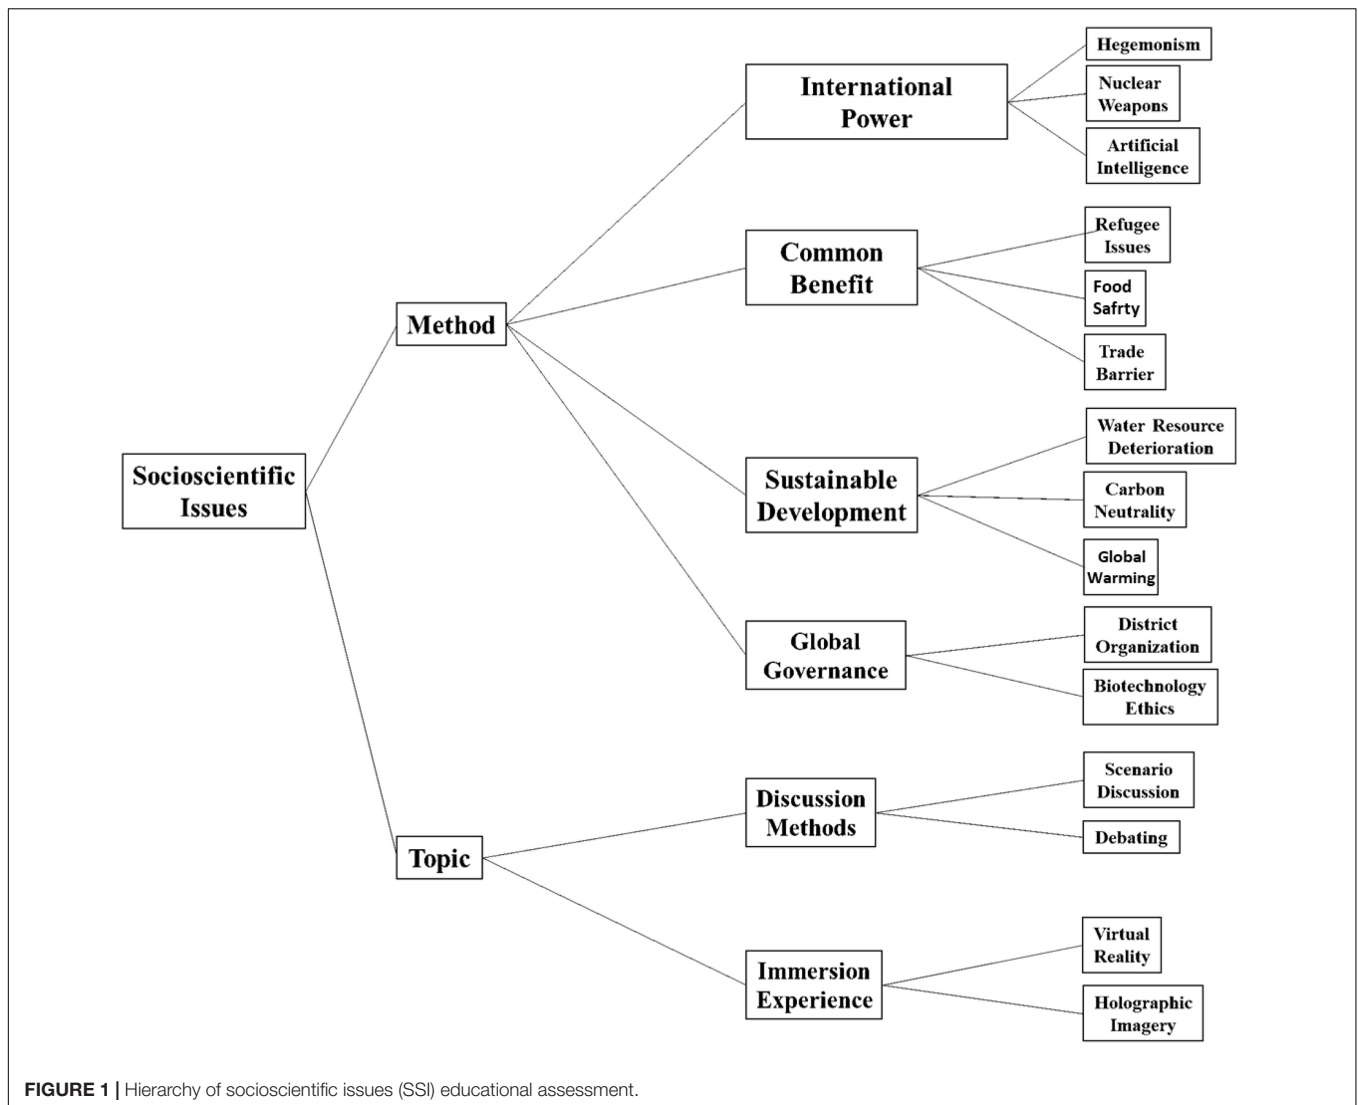 Socioscientific
Issues
Method
Topic
International
Power
Common
Benefit
Sustainable
Development
Global
Governance
Discussion
Methods
Immersion
Experience
Hegemonism
Nuclear
Weapons
Artificial
Intelligence
Refugee
Issues
Food
Safrty
Trade
Barrier
Water Resource
Deterioration
Carbon
Neutrality
Global
Warming
District
Organization
Biotechnology
Ethics
Scenario
Discussion
Debating
Virtual
Reality
Holographic
Imagery
FIGURE 1 | Hierarchy of socioscientific issues (SSI) educational assessment.